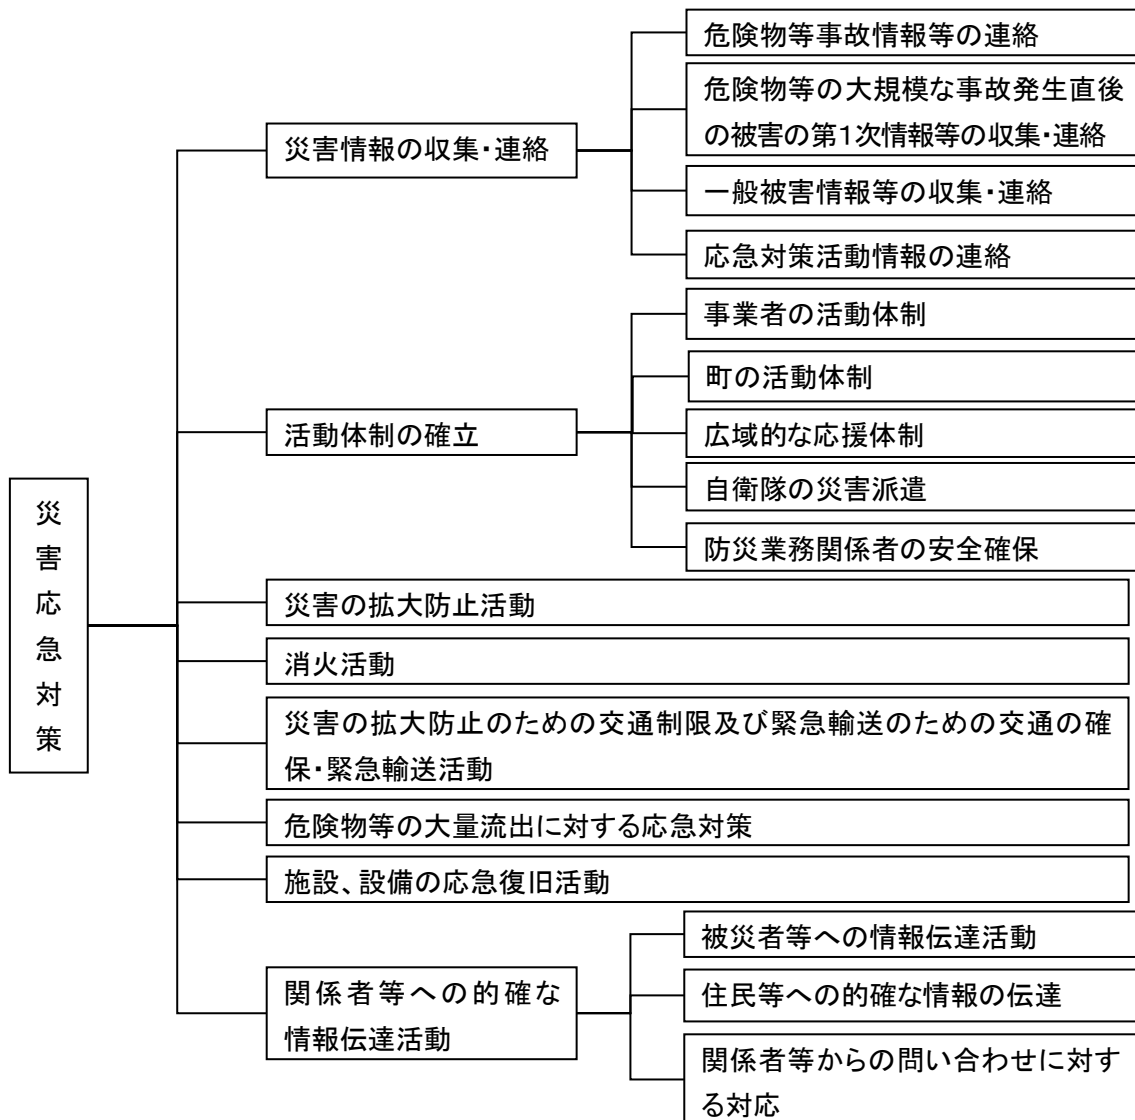 災害応急対策
災害情報の収集・連絡
危険物等事故情報等の連絡
危険物等の大規模な事故発生直後
の被害の第1次情報等の収集・連絡
一般被害情報等の収集・連絡
応急対策活動情報の連絡
活動体制の確立
事業者の活動体制
町の活動体制
広域的な応援体制
自衛隊の災害派遣
防災業務関係者の安全確保
災害の拡大防止活動
消火活動
災害の拡大防止のための交通制限及び緊急輸送のための交通の確
保・緊急輸送活動
危険物等の大量流出に対する応急対策
施設、設備の応急復旧活動
関係者等への的確な
情報伝達活動
被災者等への情報伝達活動
住民等への的確な情報の伝達
関係者等からの問い合わせに対す
る対応